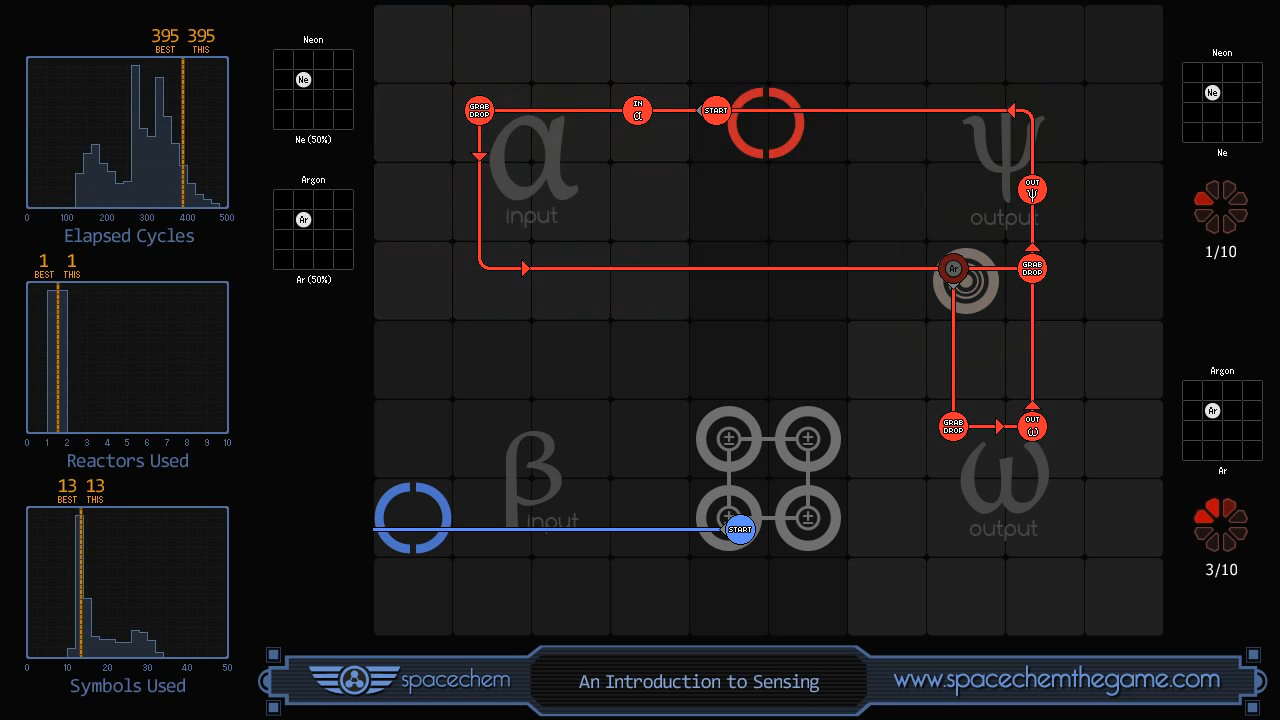 395 395
BEST THIS
0 100 200 300 400 500
Elapsed Cycles
1 1
BEST THIS
0 1 2 3 4 5 6 7 8 9 10
Reactors Used
13 13
BEST THIS
0 10 20 30 40 50
Symbols Used
Neon
Ne
Ne (50%)
Argon
Ar
Ar (50%)
GRAB
DROP
IN
α
START
α
input
ψ
output
OUT
ψ
Ar
GRAB
DROP
GRAB
DROP
OUT
ω
β
input
ω
output
± ±
± ±
START
Neon
Ne
Ne
1/10
Argon
Ar
Ar
3/10
spacechem
An Introduction to Sensing
www.spacechemthegame.com